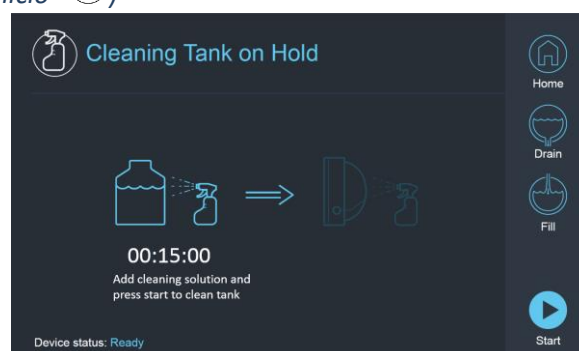 Cleaning Tank on Hold
Home
Drain
Fill
00:15:00
Add cleaning solution and
press start to clean tank
Device status: Ready
Start